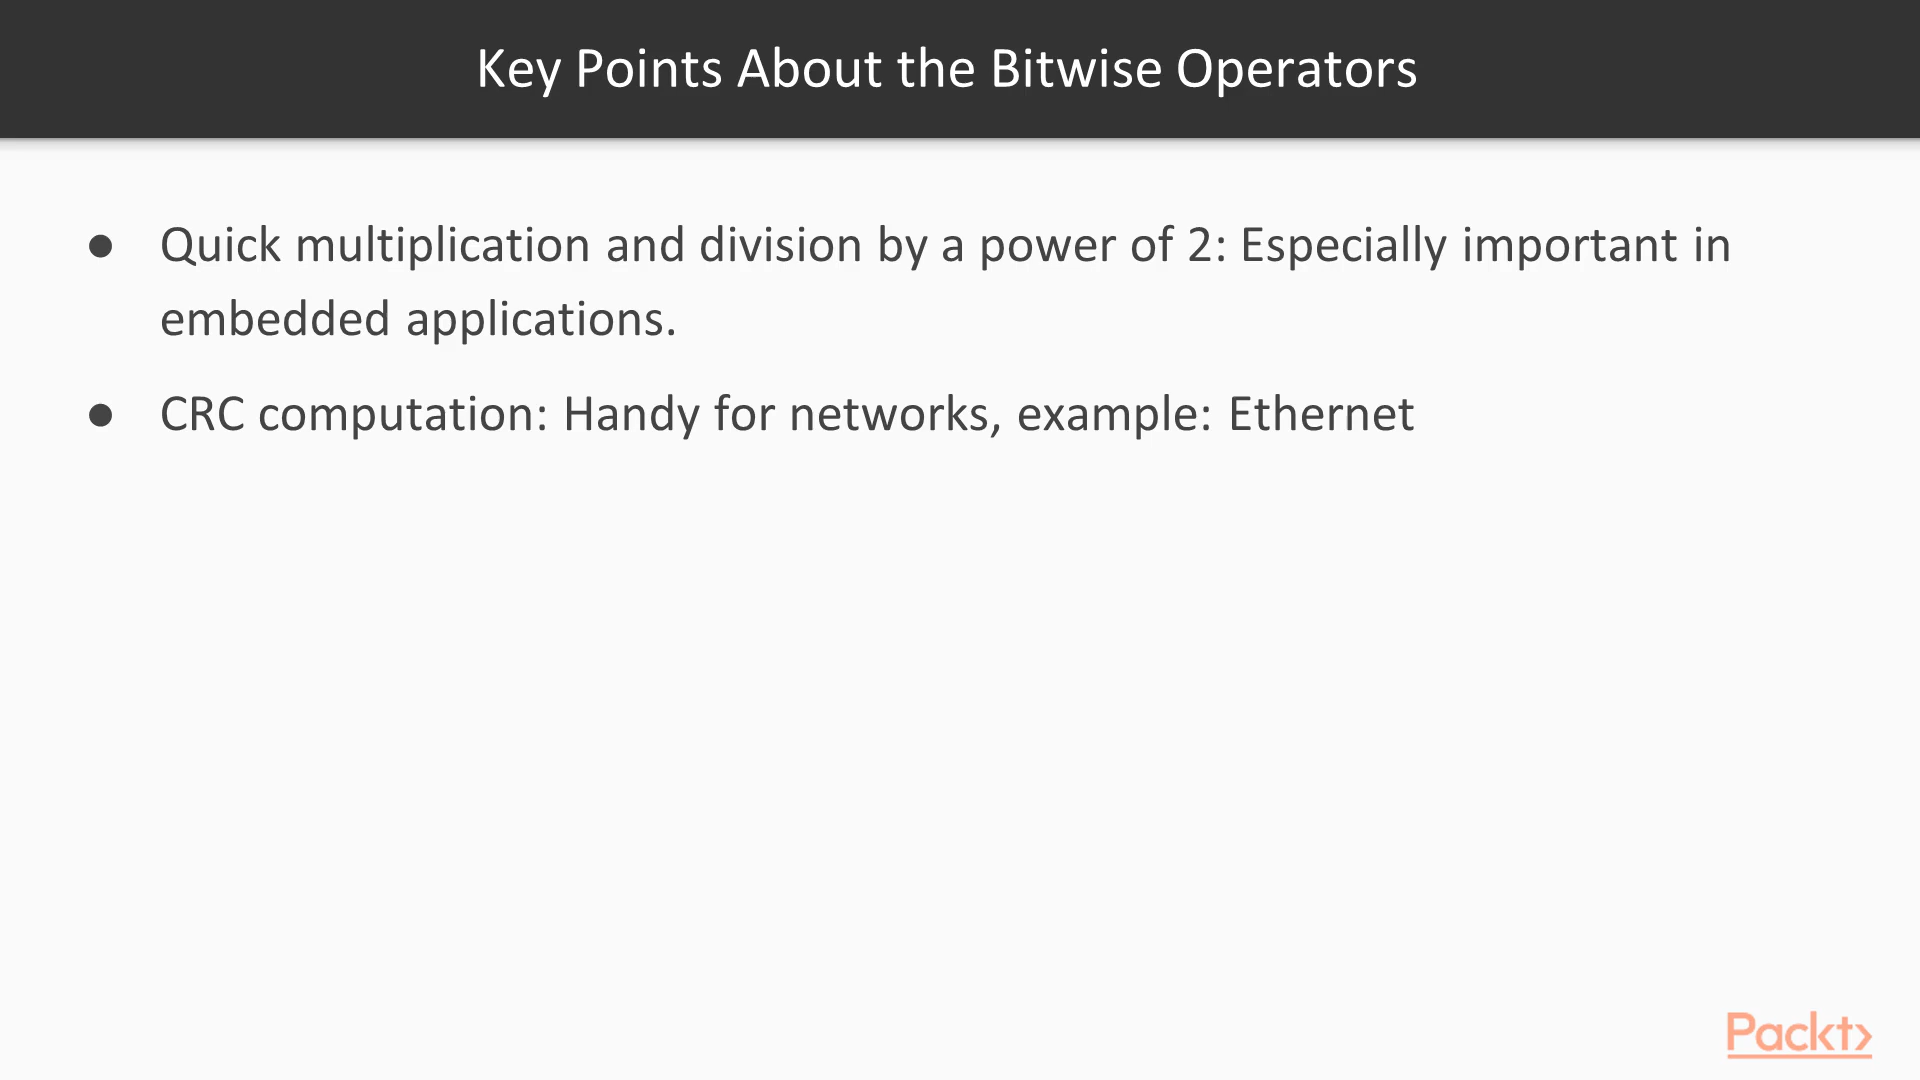 Key Points About the Bitwise Operators
● Quick multiplication and division by a power of 2: Especially important in
embedded applications.
● CRC computation: Handy for networks, example: Ethernet
Packt>